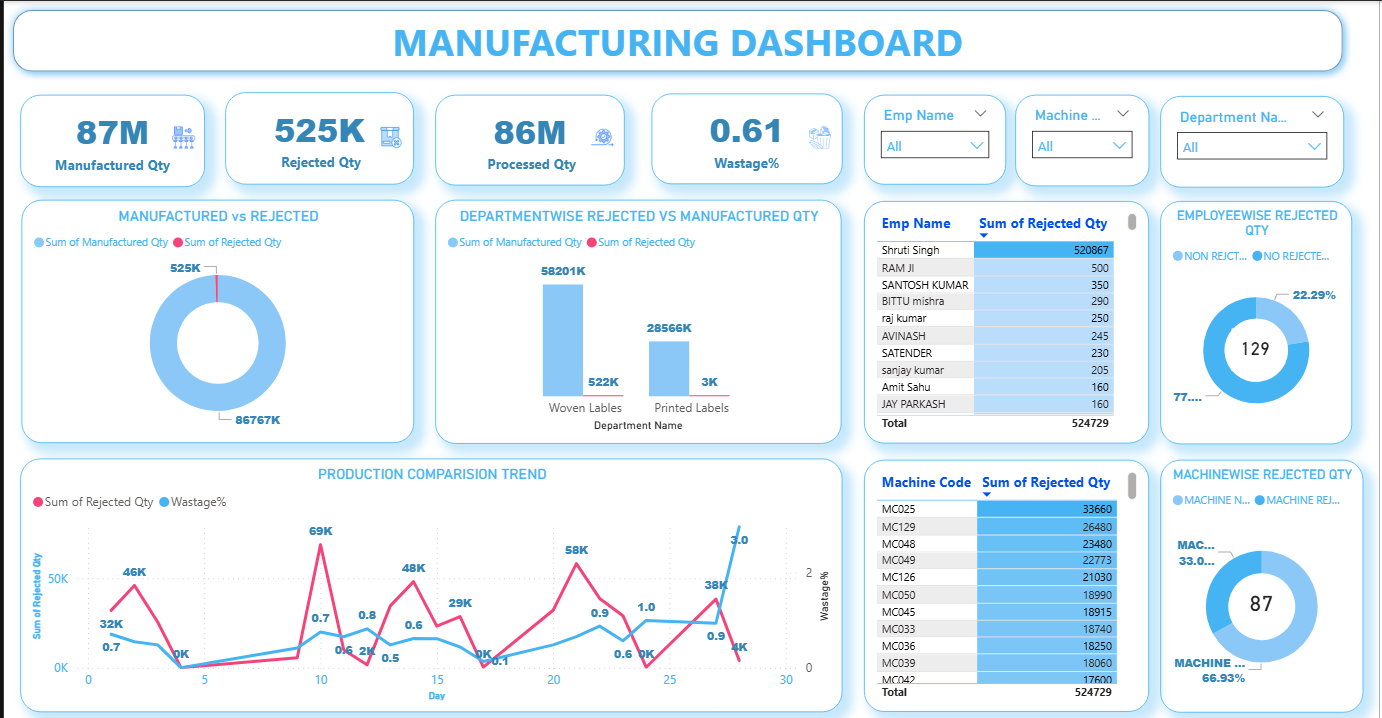 MANUFACTURING DASHBOARD
87M
Manufactured Qty
525K
Rejected Qty
86M
Processed Qty
0.61
Wastage%
Emp Name
All
Machine ...
All
Department Na...
All
MANUFACTURED vs REJECTED
Sum of Manufactured Qty Sum of Rejected Qty
525K
86767K
DEPARTMENTWISE REJECTED VS MANUFACTURED QTY
Sum of Manufactured Qty Sum of Rejected Qty
58201K
522K
28566K
3K
Woven Lables Printed Labels
Department Name
Emp Name Sum of Rejected Qty
Shruti Singh 520867
RAM JI 500
SANTOSH KUMAR 350
BITTU mishra 290
raj kumar 250
AVINASH 245
SATENDER 230
sanjay kumar 205
Amit Sahu 160
JAY PARKASH 160
Total 524729
EMPLOYEEWISE REJECTED
QTY
NON REJCT... NO REJECTE...
22.29%
129
77....
PRODUCTION COMPARISION TREND
Sum of Rejected Qty Wastage%
Sum of Rejected Qty
50K
0K
32K
0.7
46K
0K
69K
0.7
0.6
0.8
2K
0.5
48K
0.6
29K
0K
0.1
58K
0.9
0.6
1.0
0K
38K
0.9
3.0
4K
2
0
Wastage%
0 5 10 15 20 25 30
Day
Machine Code Sum of Rejected Qty
MC025 33660
MC129 26480
MC048 23480
MC049 22773
MC126 21030
MC050 18990
MC045 18915
MC033 18740
MC036 18250
MC039 18060
MC042 17600
Total 524729
MACHINEWISE REJECTED QTY
MACHINE N... MACHINE REJ...
MAC...
33.0...
87
MACHINE ...
66.93%